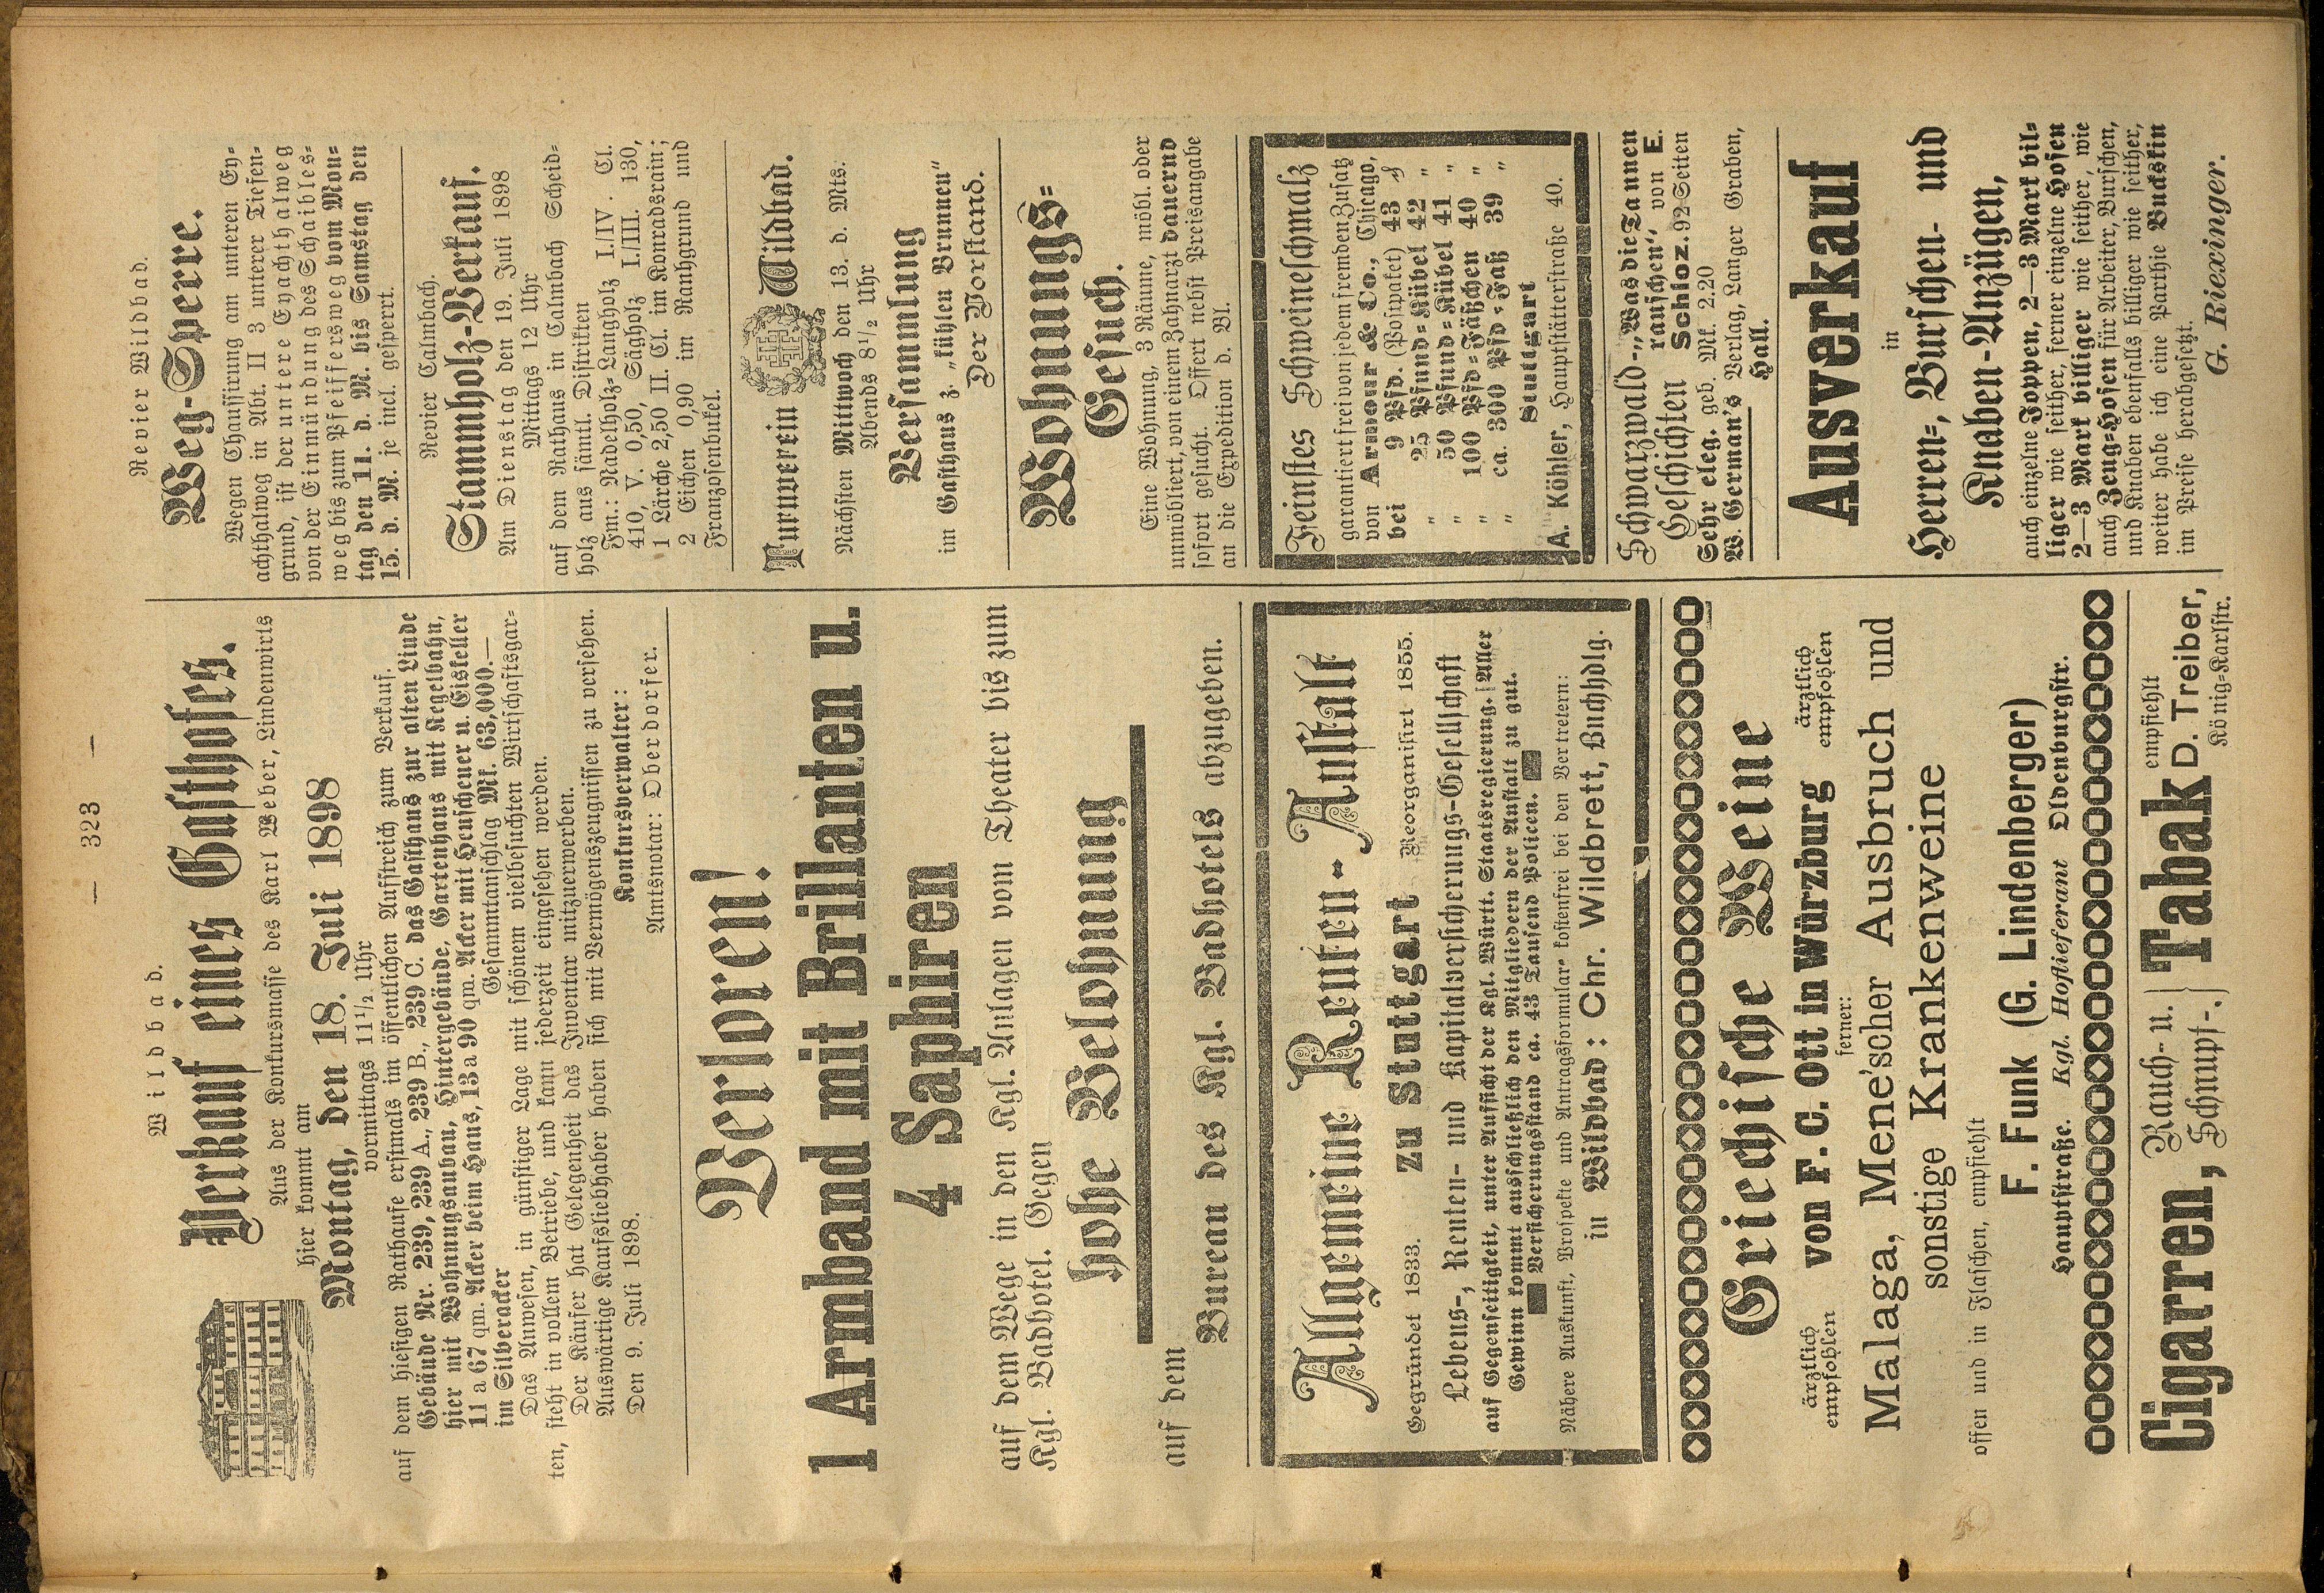 — 323 —
Wildbad.
Verkauf eines Gasthofes.
Aus der Konkursmasse des Karl Weber, Lindenwirts
hier kommt am
Montag, den 18. Juli 1898
vormittags 11½ Uhr
auf dem hiesigen Rathause erstmals im öffentlichen Aufstreich zum Verkauf.
Gebäude Nr. 239, 239 A., 239 B., 239 C. das Gasthaus zur alten Linde
hier mit Wohnungsanbau, Hintergebäude, Gartenhaus mit Kegelbahn,
11 a 67 qm. Acker beim Haus, 13 a 90 qm. Acker mit Heuscheuer u. Eiskeller
im Silberacker
Gesammtanschlag Mk. 63,000.—
Das Anwesen, in günstiger Lage mit schönem vielbesuchten Wirtschaftsgar-
ten, steht in vollem Betriebe, und kann jederzeit eingesehen werden.
Der Käufer hat Gelegenheit das Inventar mitzuerwerben.
Auswärtige Kaufsliebhaber haben sich mit Vermögenszeugnissen zu versehen.
Den 9. Juli 1898.
Konkursverwalter:
Amtsnotar: Oberdorfer.
Verloren!
1 Armband mit Brillanten u.
4 Saphiren
auf dem Wege in den Kgl. Anlagen vom Theater bis zum
Kgl. Badhotel. Gegen
hohe Belohnung
auf dem
Bureau des Kgl. Badhotels abzugeben.
Allgemeine Renten-Anstalt
Gegründet 1833. zu Stuttgart Reorganisirt 1855.
Lebens-, Renten- und Kapitalversicherungs-Gesellschaft
auf Gegenseitigkeit, unter Aufsicht der Kgl. Württ. Staatsregierung. Aller
Gewinn kommt ausschließlich den Mitgliedern der Anstalt zu gut.
Versicherungsstand ca. 43 Tausend Policen.
Nähere Auskunft, Prospekte und Antragsformulare kostenfrei bei den Vertretern:
in Wildbad: Chr. Wildbrett, Buchhdlg.
Griechische Weine
ärztlich empfohlen von F. C. Ott in Würzburg ärztlich empfohlen
ferner:
Malaga, Mene'scher Ausbruch und
sonstige Krankenweine
offen und in Flaschen, empfiehlt
F. Funk (G. Lindenberger)
Hauptstraße. Kgl. Hoflieferant Oldenburgstr.
Cigarren, Rauch- u. Schnupf-. Tabak empfiehlt
D. Treiber,
König-Karlstr.
Revier Wildbad.
Weg-Sperre.
Wegen Chaussirung am unteren Ey-
achthalweg in Abt. II 3 unterer Tiefen-
grund, ist der untere Eyachthalweg
von der Einmündung des Schaibles-
weg bis zum Pfeiffersweg vom Mon-
tag den 11. d. M. bis Samstag den
15. d. M. je incl. gesperrt.
Revier Calmbach.
Stammholz-Verkauf.
Am Dienstag den 19. Juli 1898
Mittags 12 Uhr
auf dem Rathaus in Calmbach Scheid-
holz aus sämtl. Distrikten
Fm.: Nadelholz-Langholz I./IV. Cl.
410, V. 0,50, Sägholz I./III. 130,
1 Lärche 2,50 II. Cl. im Konradsrain;
2 Eichen 0,90 im Rauhgrund und
Franzosenbukel.
Turnverein Wildbad.
Nächsten Mittwoch den 13. d. Mts.
Abends 8½ Uhr
Versammlung
im Gasthaus z. „kühlen Brunnen“
Der Vorstand.
Wohnungs-
Gesuch.
Eine Wohnung, 3 Räume, möbl. oder
unmöbliert, von einem Zahnarzt dauernd
sofort gesucht. Offert nebst Preisangabe
an die Expedition d. Bl.
Feinstes Schweineschmalz
garantiert frei von jedem fremden Zusatz
von Armour & Co., Chicago,
bei 9 Pfd. (Postpaket) 43 ₰
„ 25 Pfund-Kübel 42 „
„ 50 Pfund-Kübel 41 „
„ 100 Pfd-Fäßchen 40 „
„ ca. 300 Pfd-Faß 39 „
Stuttgart
A. Köhler, Hauptstätterstraße 40.
Schwarzwald- „Was die Tannen
Geschichten rauschen“ von E.
Schloz. 92 Seiten
Sehr eleg. geb. Mk. 2.20
W. German's Verlag, Langer Graben,
Hall.
Ausverkauf
in
Herren-, Burschen- und
Knaben-Anzügen,
auch einzelne Joppen, 2—3 Mark bil-
liger wie seither, ferner einzelne Hosen
2—3 Mark billiger wie seither, wie
auch Zeug-Hosen für Arbeiter, Burschen,
und Knaben ebenfalls billiger wie seither,
weiter habe ich eine Parthie Buckskin
im Preise herabgesetzt.
G. Riexinger.